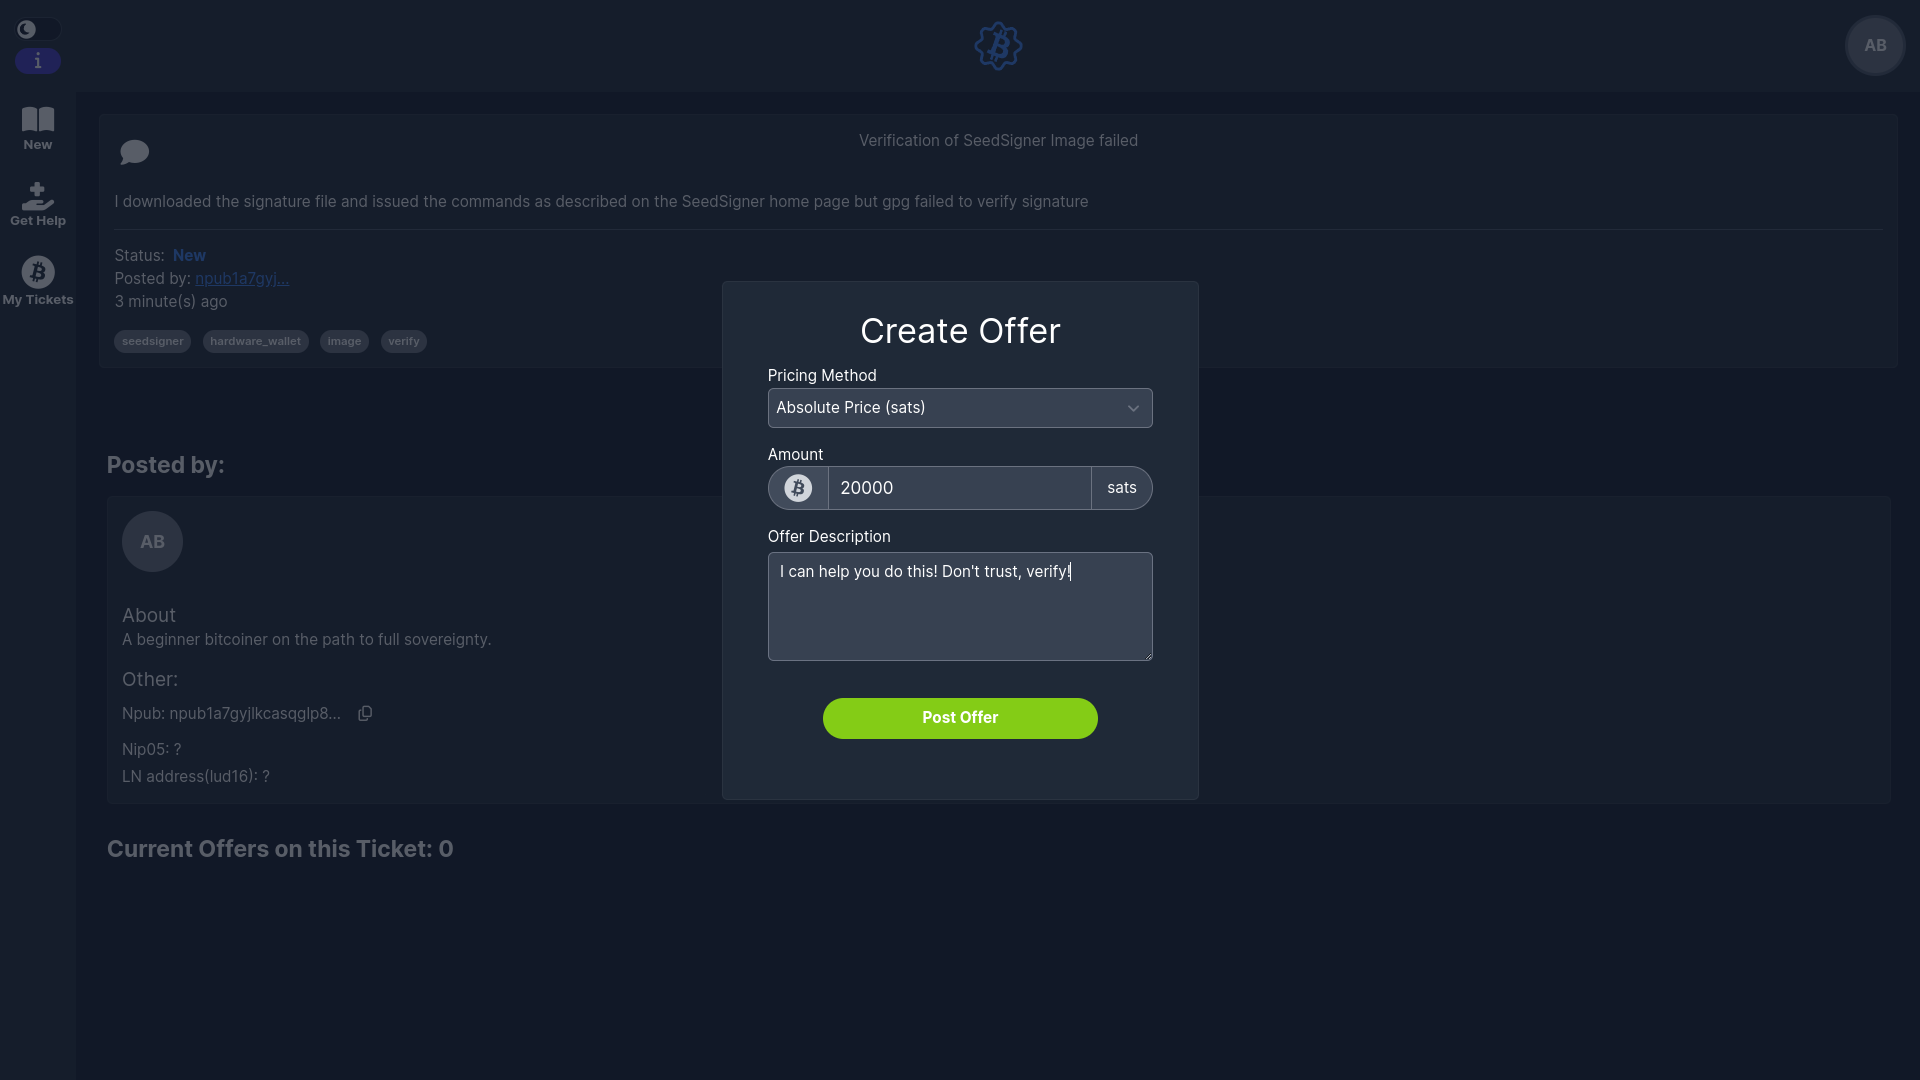 i
AB
New
Get Help
My Tickets
Verification of SeedSigner Image failed
I downloaded the signature file and issued the commands as described on the SeedSigner home page but gpg failed to verify signature
Status: New
Posted by: npub1a7gyj...
3 minute(s) ago
seedsigner hardware_wallet image verify
Create Offer
Pricing Method
Absolute Price (sats)
Amount
20000 sats
Offer Description
I can help you do this! Don't trust, verify!
Post Offer
Posted by:
AB
About
A beginner bitcoiner on the path to full sovereignty.
Other:
Npub: npub1a7gyjlkcasqglp8...
Nip05: ?
LN address(lud16): ?
Current Offers on this Ticket: 0